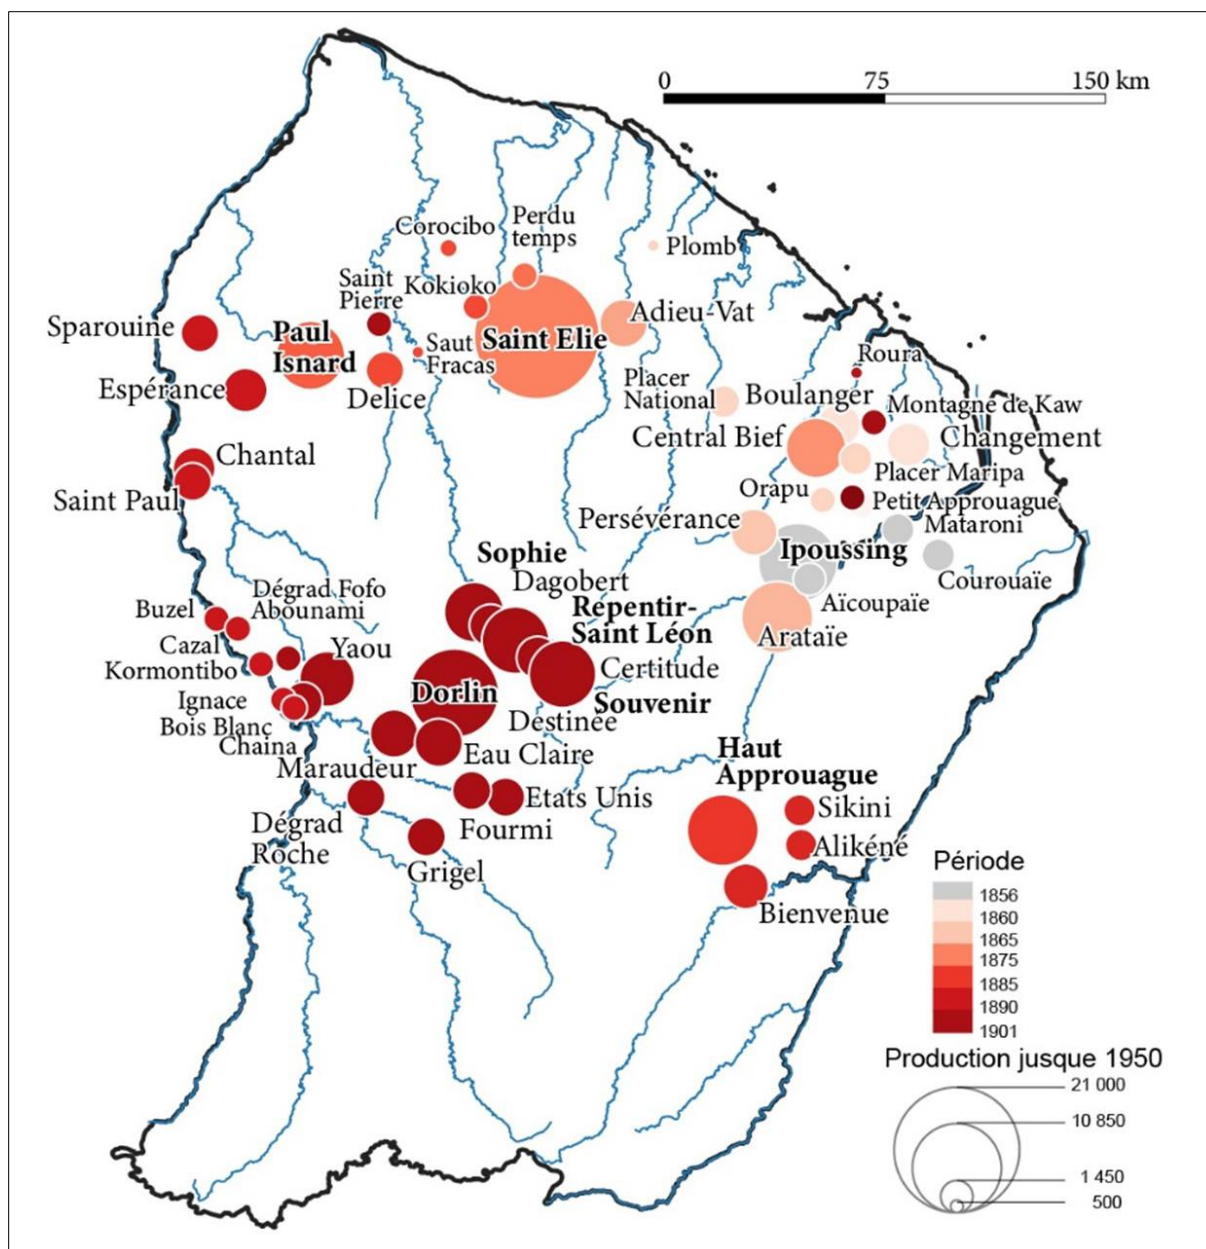 0 75 150 km
Perdu
temps
Corocibo
Plomb
Saint
Pierre
Kokioko
Adieu-Vat
Sparouine
Paul
Isnard
Saut
Fracas
Saint Elie
Roura
Espérance
Delice
Placer
National
Boulanger
Montagne de Kaw
Central Bief
Changement
Chantal
Placer Maripa
Saint Paul
Orapu
Petit Approuague
Persévérance
Mataroni
Ipoussing
Sophie
Courouaïe
Dagobert
Dégrad Fofo
Abounami
Buzel
Aïcoupaïe
Repentir-
Saint Léon
Arataïe
Cazal
Yaou
Kormontibo
Certitude
Dorlin
Ignace
Souvenir
Bois Blanc
Destinée
Chaina
Eau Claire
Haut
Approuague
Maraudeur
Etats Unis
Sikini
Dégrad
Roche
Fourmi
Alikéné
Grigel
Bienvenue
Période
1856
1860
1865
1875
1885
1890
1901
Production jusque 1950
21 000
10 850
1 450
500